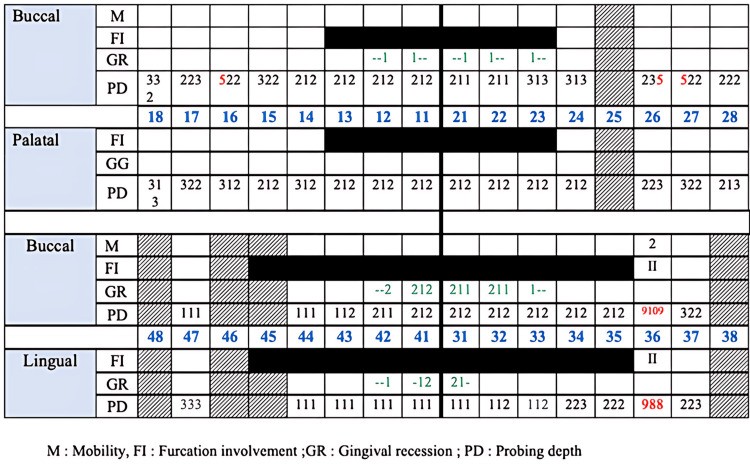 Buccal M
FI
GR --1 1-- --1 1-- 1--
PD 33 2 223 522 322 212 212 212 212 211 211 313 313 235 522 222
18 17 16 15 14 13 12 11 21 22 23 24 25 26 27 28
Palatal FI
GG
PD 31 3 322 312 212 312 212 212 212 212 212 212 212 223 322 213
Buccal M 2
FI II
GR --2 212 211 211 1--
PD 111 111 112 211 212 212 212 212 212 212 9109 322
48 47 46 45 44 43 42 41 31 32 33 34 35 36 37 38
Lingual FI II
GR --1 -12 21-
PD 333 111 111 111 111 111 112 112 223 222 988 223
M : Mobility, FI : Furcation involvement ;GR : Gingival recession ; PD : Probing depth